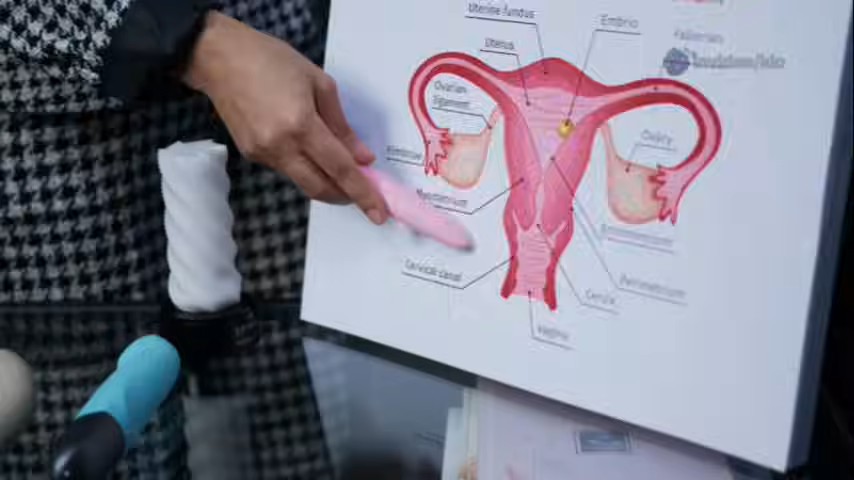 Uterine fundus
Embrio
Uterus
Ovarian
ligament
Ovary
Fimbriae
Myometrium
Cervical canal
Perimetrium
Cervix
Vagina